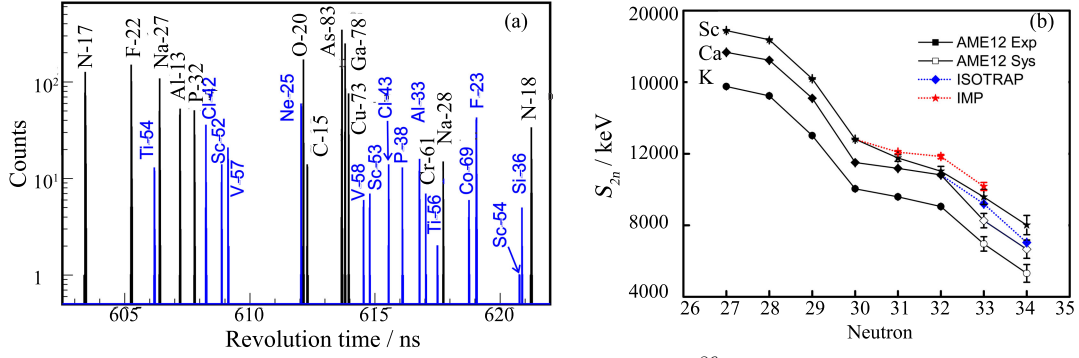 (a)
Counts
10²
10¹
1
N-17
F-22
Ti-54
Na-27
Al-13
P-32
Cl-42
Sc-52
V-57
Ne-25
O-20
C-15
As-83
Ga-78
Cu-73
V-58
Sc-53
Cl-43
P-38
Al-33
Cr-61
Ti-56
Na-28
Co-69
F-23
Sc-54
Si-36
N-18
605
610
615
620
Revolution time / ns
(b)
S2n / keV
20000
16000
10000
12000
8000
4000
Sc
Ca
K
AME12 Exp
AME12 Sys
ISOTRAP
IMP
26
27
28
29
30
31
32
33
34
35
Neutron